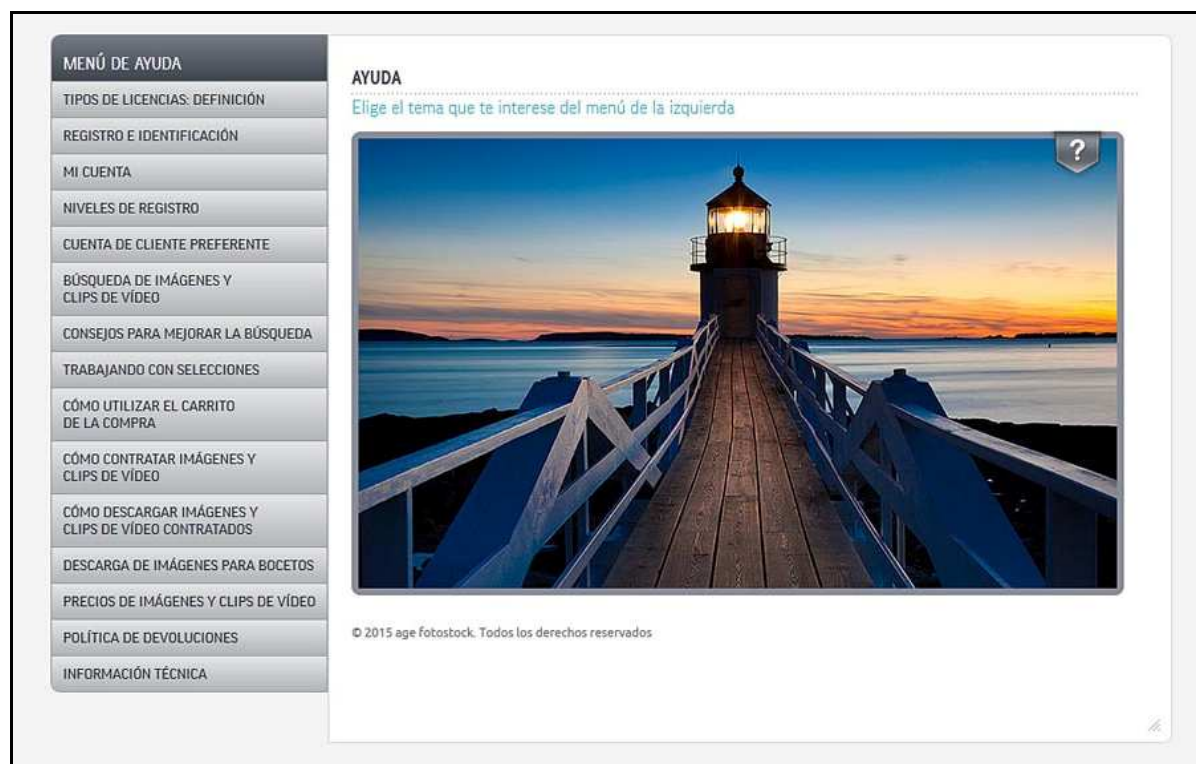 MENÚ DE AYUDA
TIPOS DE LICENCIAS: DEFINICIÓN
REGISTRO E IDENTIFICACIÓN
MI CUENTA
NIVELES DE REGISTRO
CUENTA DE CLIENTE PREFERENTE
BÚSQUEDA DE IMÁGENES Y
CLIPS DE VÍDEO
CONSEJOS PARA MEJORAR LA BÚSQUEDA
TRABAJANDO CON SELECCIONES
CÓMO UTILIZAR EL CARRITO
DE LA COMPRA
CÓMO CONTRATAR IMÁGENES Y
CLIPS DE VÍDEO
CÓMO DESCARGAR IMÁGENES Y
CLIPS DE VÍDEO CONTRATADOS
DESCARGA DE IMÁGENES PARA BOCETOS
PRECIOS DE IMÁGENES Y CLIPS DE VÍDEO
POLÍTICA DE DEVOLUCIONES
INFORMACIÓN TÉCNICA
AYUDA
Elige el tema que te interese del menú de la izquierda
?
© 2015 age fotostock. Todos los derechos reservados